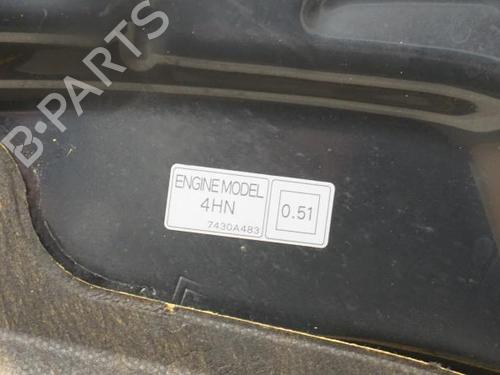 B-PARTS
ENGINE MODEL
4HN
7430A483
0.51